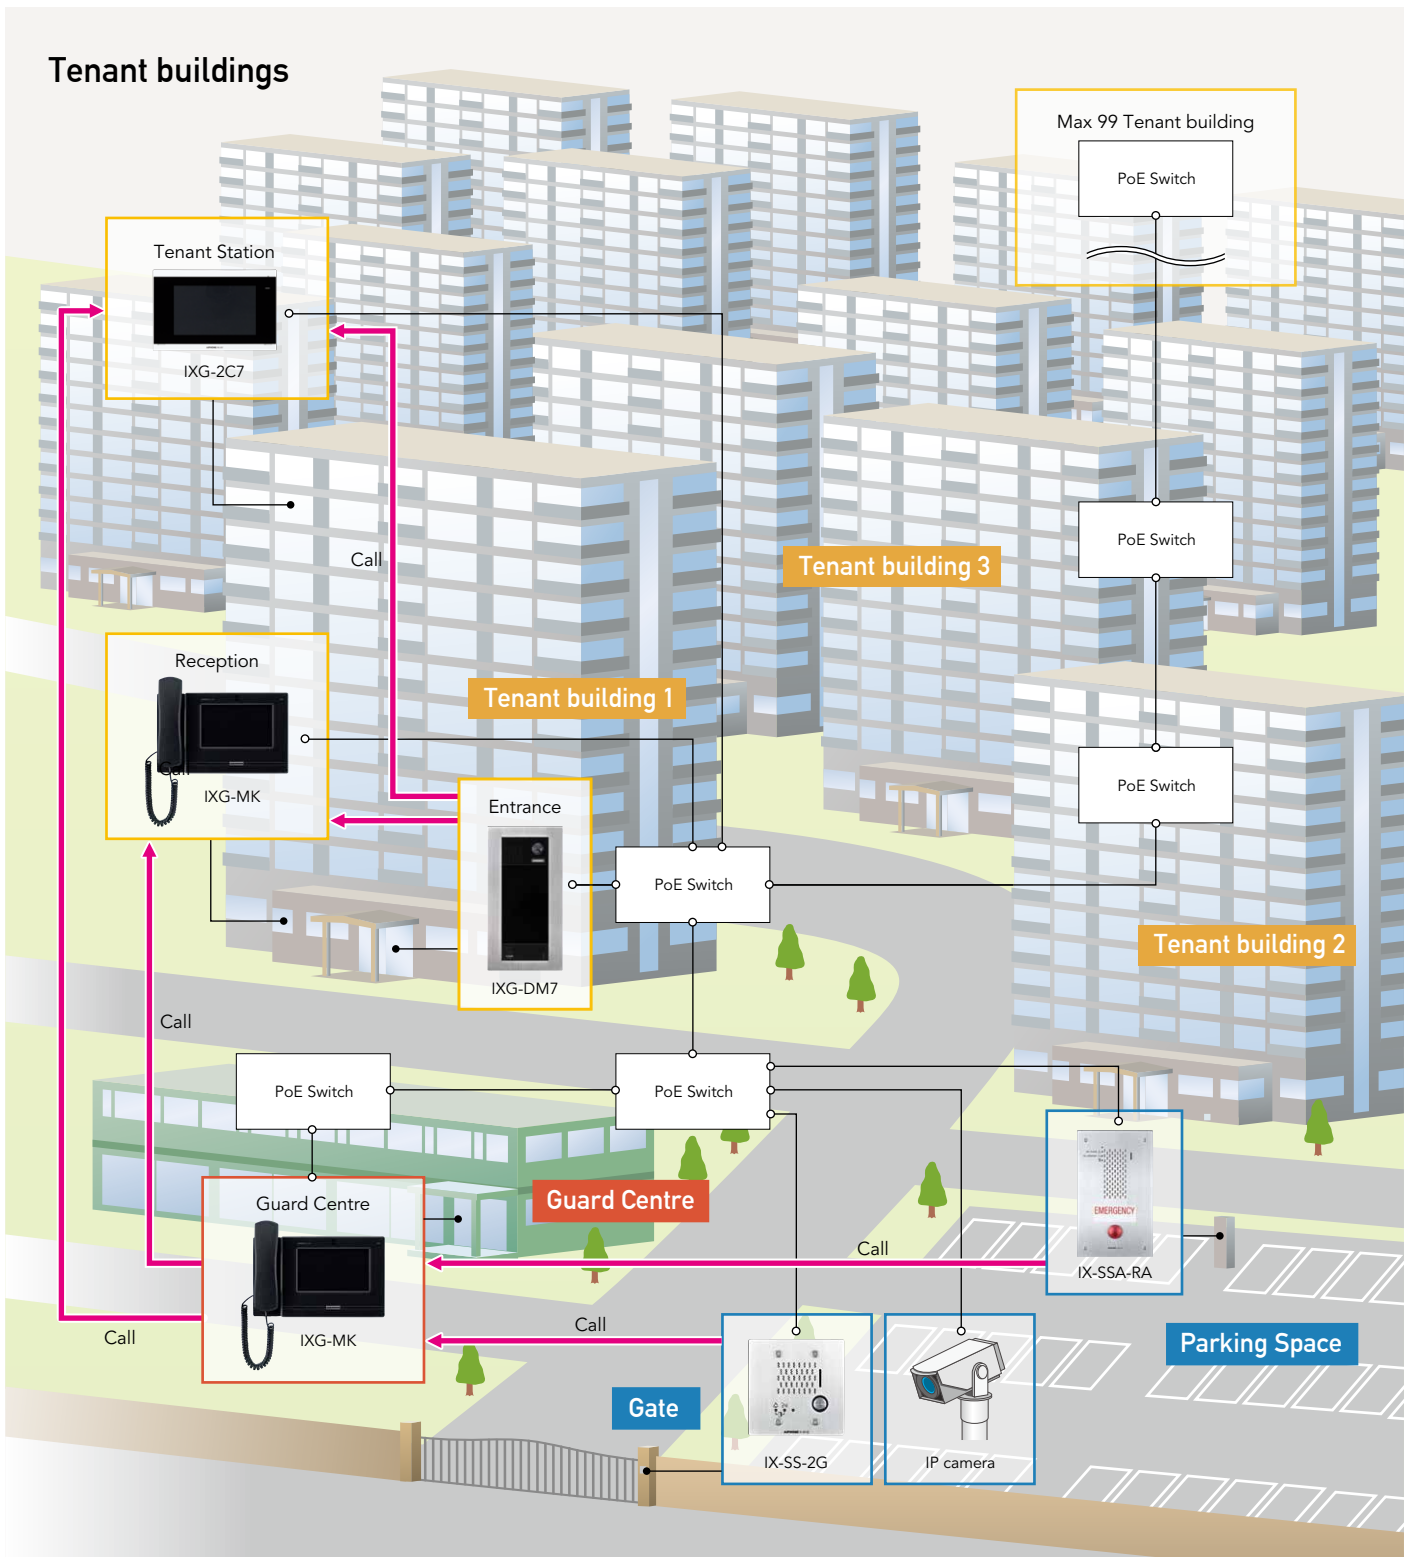 Tenant buildings
Max 99 Tenant building
PoE Switch
Tenant Station
IXG-2C7
Call
Tenant building 3
PoE Switch
Reception
Call
IXG-MK
Tenant building 1
PoE Switch
Entrance
IXG-DM7
PoE Switch
Tenant building 2
Call
PoE Switch
PoE Switch
Guard Centre
IXG-MK
Guard Centre
Call
EMERGENCY
IX-SSA-RA
Call
Call
Parking Space
Gate
IX-SS-2G
IP camera